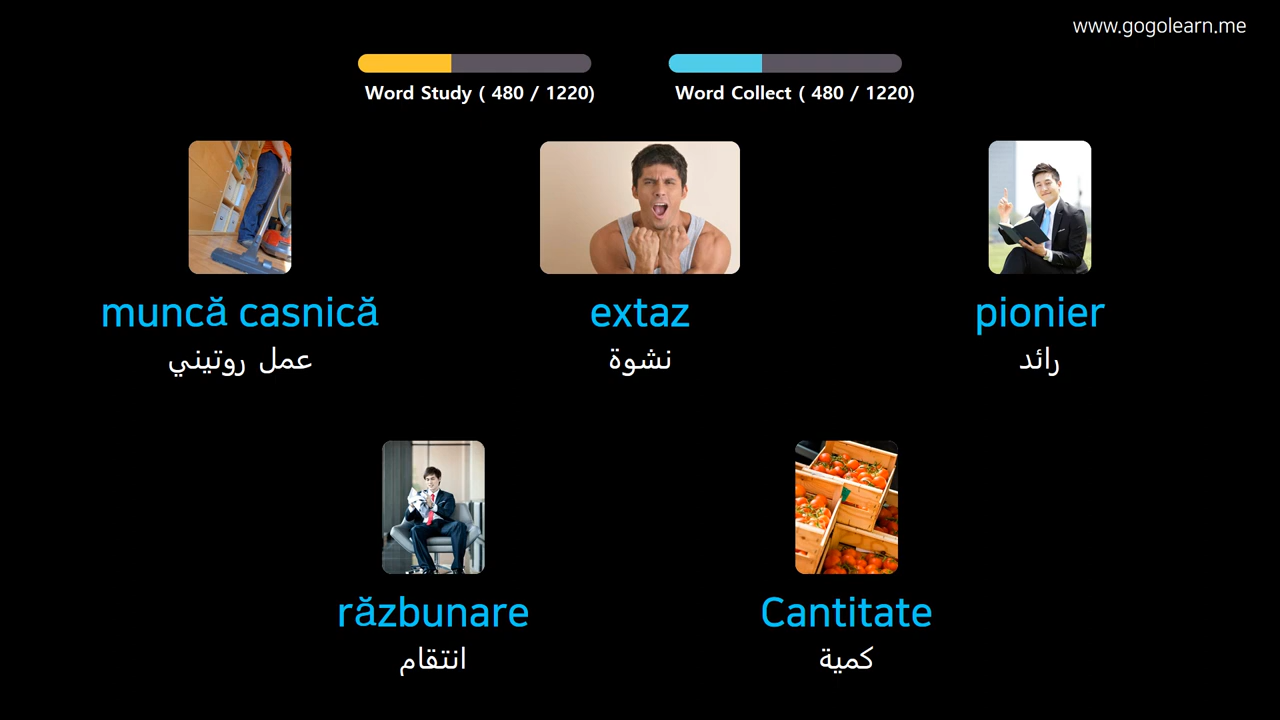 www.gogolearn.me
Word Study ( 480 / 1220)
Word Collect ( 480 / 1220)
muncă casnică
عمل روتيني
extaz
نشوة
pionier
رائد
răzbunare
انتقام
Cantitate
كمية